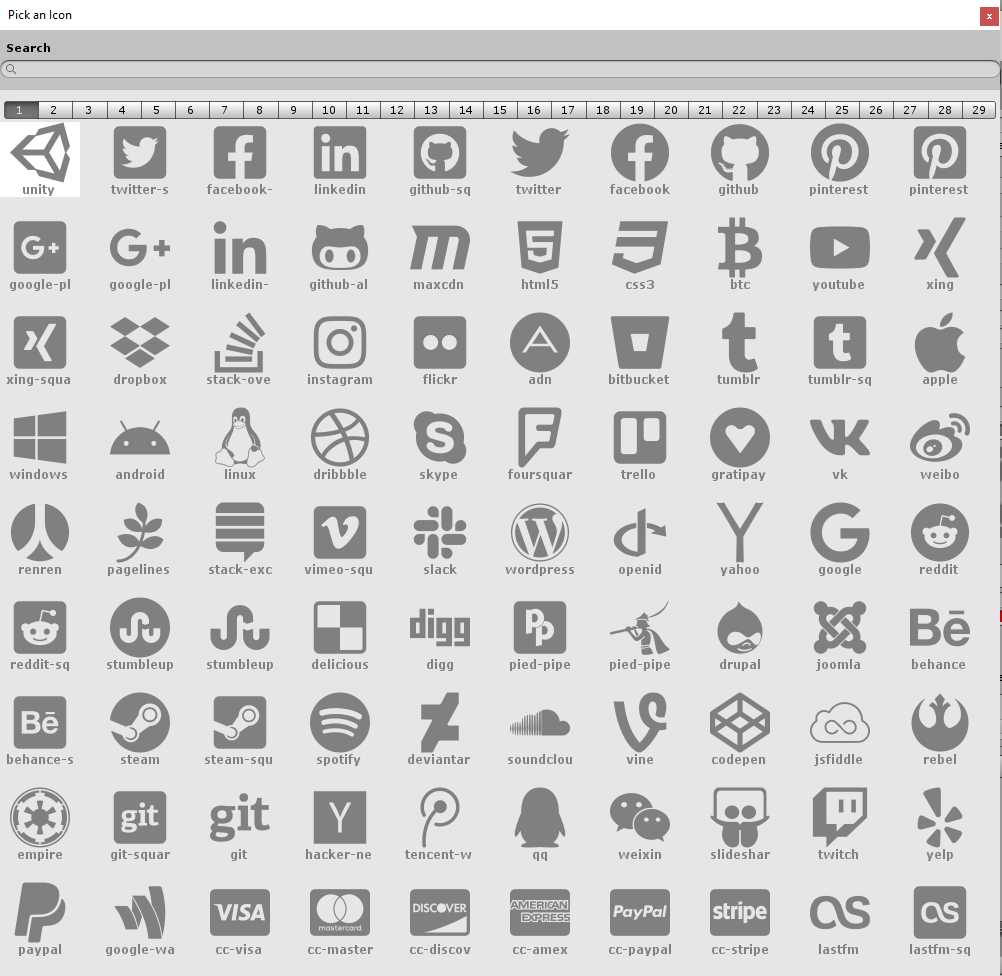 Pick an Icon
x
Search
1 2 3 4 5 6 7 8 9 10 11 12 13 14 15 16 17 18 19 20 21 22 23 24 25 26 27 28 29
in
unity twitter-s facebook- linkedin github-sq twitter facebook github pinterest pinterest
G+ G+ in m 5
google-pl google-pl linkedin- github-al maxcdn html5 css3 btc youtube xing
A t t
xing-squa dropbox stack-ove instagram flickr adn bitbucket tumblr tumblr-sq apple
S
windows android linux dribbble skype foursquar trello gratipay vk weibo
v W Y G
renren pagelines stack-exc vimeo-squ slack wordpress openid yahoo google reddit
digg Pp Bē
reddit-sq stumbleup stumbleup delicious digg pied-pipe pied-pipe drupal joomla behance
Bē
behance-s steam steam-squ spotify deviantar soundclou vine codepen jsfiddle rebel
git git Y
empire git-squar git hacker-ne tencent-w qq weixin slideshar twitch yelp
VISA mastercard. DISCOVER AMERICAN EXPRESS PayPal stripe
paypal google-wa cc-visa cc-master cc-discov cc-amex cc-paypal cc-stripe lastfm lastfm-sq